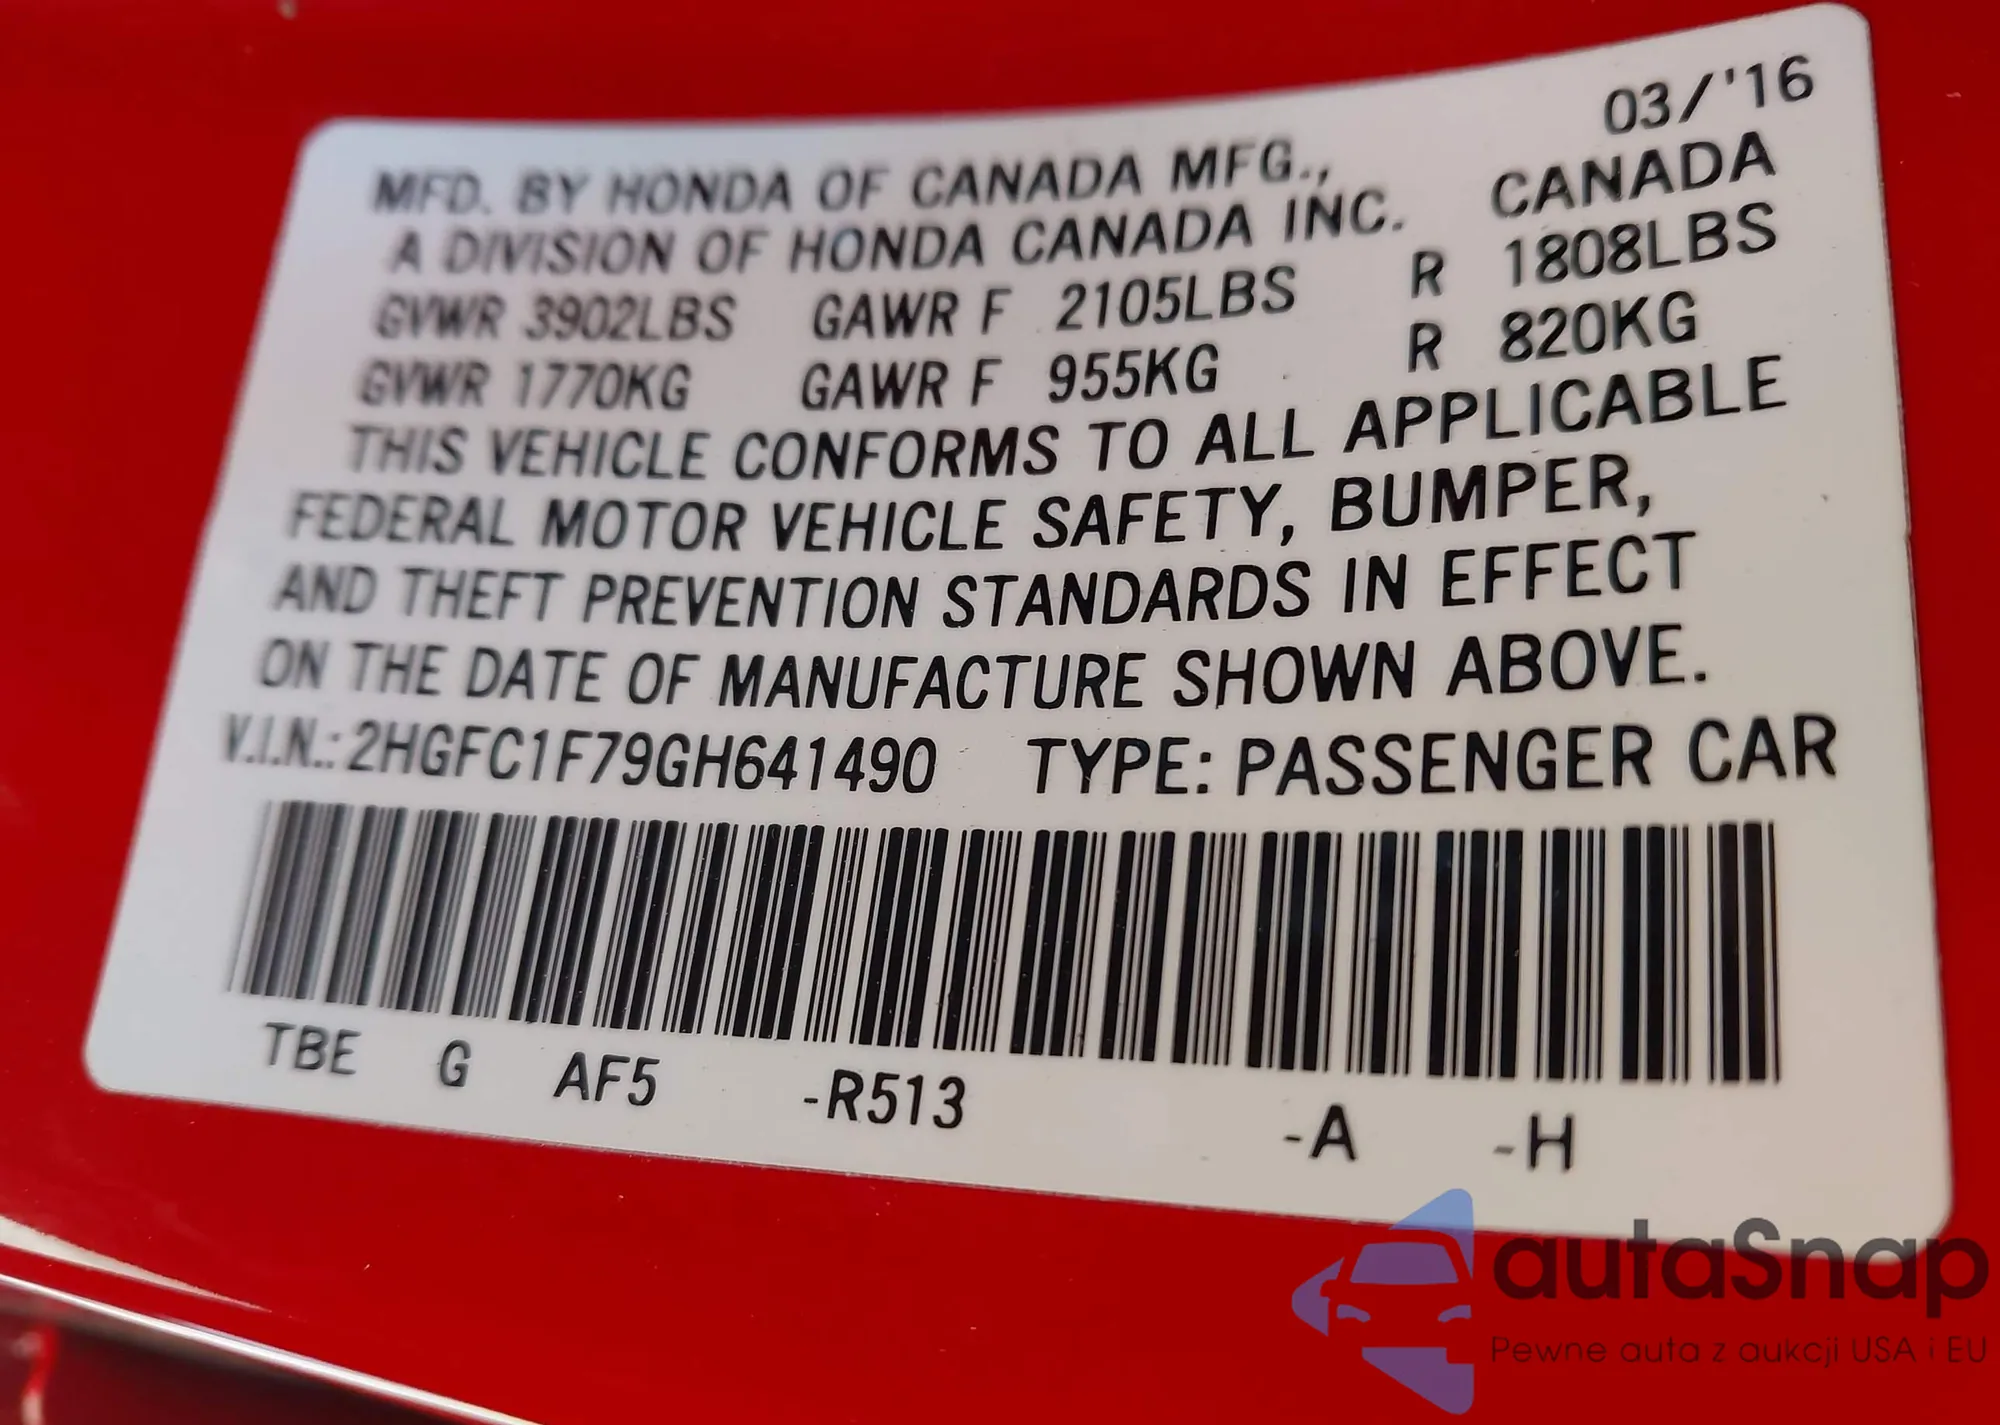 03/'16
MFD. BY HONDA OF CANADA MFG., CANADA
A DIVISION OF HONDA CANADA INC.
GVWR 3902LBS GAWR F 2105LBS R 1808LBS
GVWR 1770KG GAWR F 955KG R 820KG
THIS VEHICLE CONFORMS TO ALL APPLICABLE
FEDERAL MOTOR VEHICLE SAFETY, BUMPER,
AND THEFT PREVENTION STANDARDS IN EFFECT
ON THE DATE OF MANUFACTURE SHOWN ABOVE.
V.I.N.: 2HGFC1F79GH641490 TYPE: PASSENGER CAR
TBE G AF5 -R513 -A -H
autaSnap
Pewne auta z aukcji USA i EU